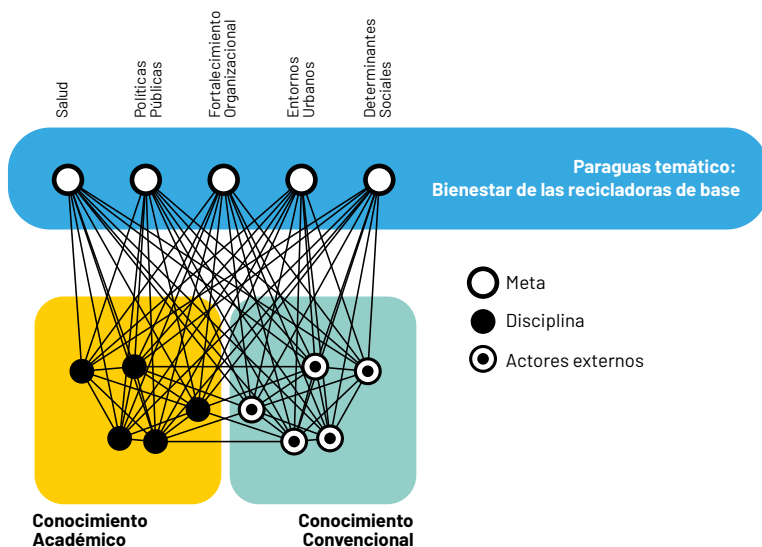 Salud
Políticas
Públicas
Fortalecimiento
Organizacional
Entornos
Urbanos
Determinantes
Sociales
Paraguas temático:
Bienestar de las recicladoras de base
Meta
Disciplina
Actores externos
Conocimiento
Académico
Conocimiento
Convencional